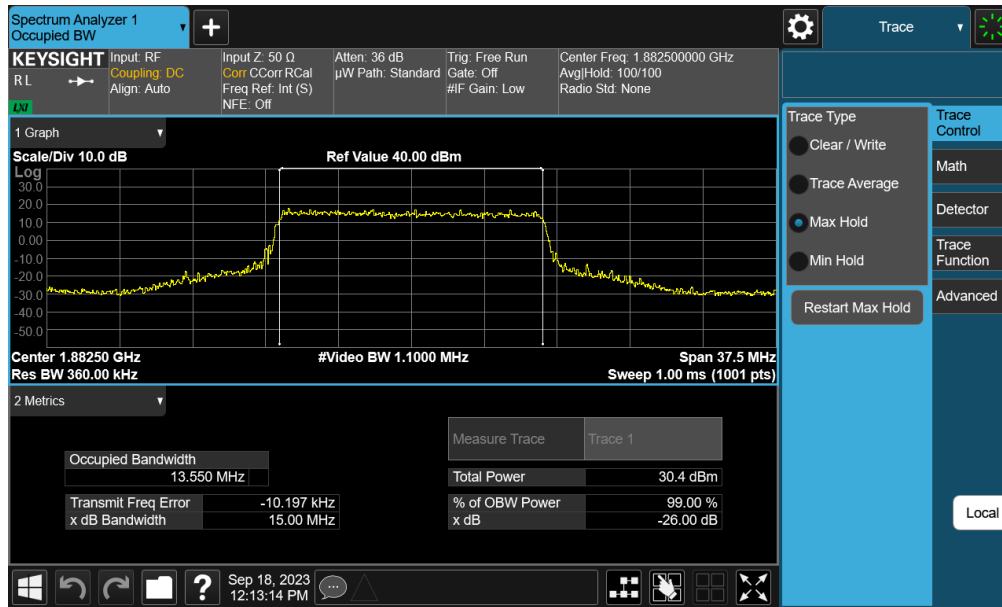 Spectrum Analyzer 1
Occupied BW
+
Trace
KEYSIGHT
R L
LXI
Input: RF
Coupling: DC
Align: Auto
Input Z: 50 Ω
Corr CCorr RCal
Freq Ref: Int (S)
NFE: Off
Atten: 36 dB
µW Path: Standard
Trig: Free Run
Gate: Off
#IF Gain: Low
Center Freq: 1.882500000 GHz
Avg|Hold: 100/100
Radio Std: None
1 Graph
Scale/Div 10.0 dB
Ref Value 40.00 dBm
Log
30.0
20.0
10.0
0.00
-10.0
-20.0
-30.0
-40.0
-50.0
Center 1.88250 GHz
#Video BW 1.1000 MHz
Span 37.5 MHz
Res BW 360.00 kHz
Sweep 1.00 ms (1001 pts)
2 Metrics
Measure Trace
Trace 1
Occupied Bandwidth
13.550 MHz
Total Power
30.4 dBm
Transmit Freq Error
-10.197 kHz
% of OBW Power
99.00 %
x dB Bandwidth
15.00 MHz
x dB
-26.00 dB
Trace Type
Clear / Write
Trace Average
Max Hold
Min Hold
Restart Max Hold
Trace
Control
Math
Detector
Trace
Function
Advanced
Local
?
Sep 18, 2023
12:13:14 PM